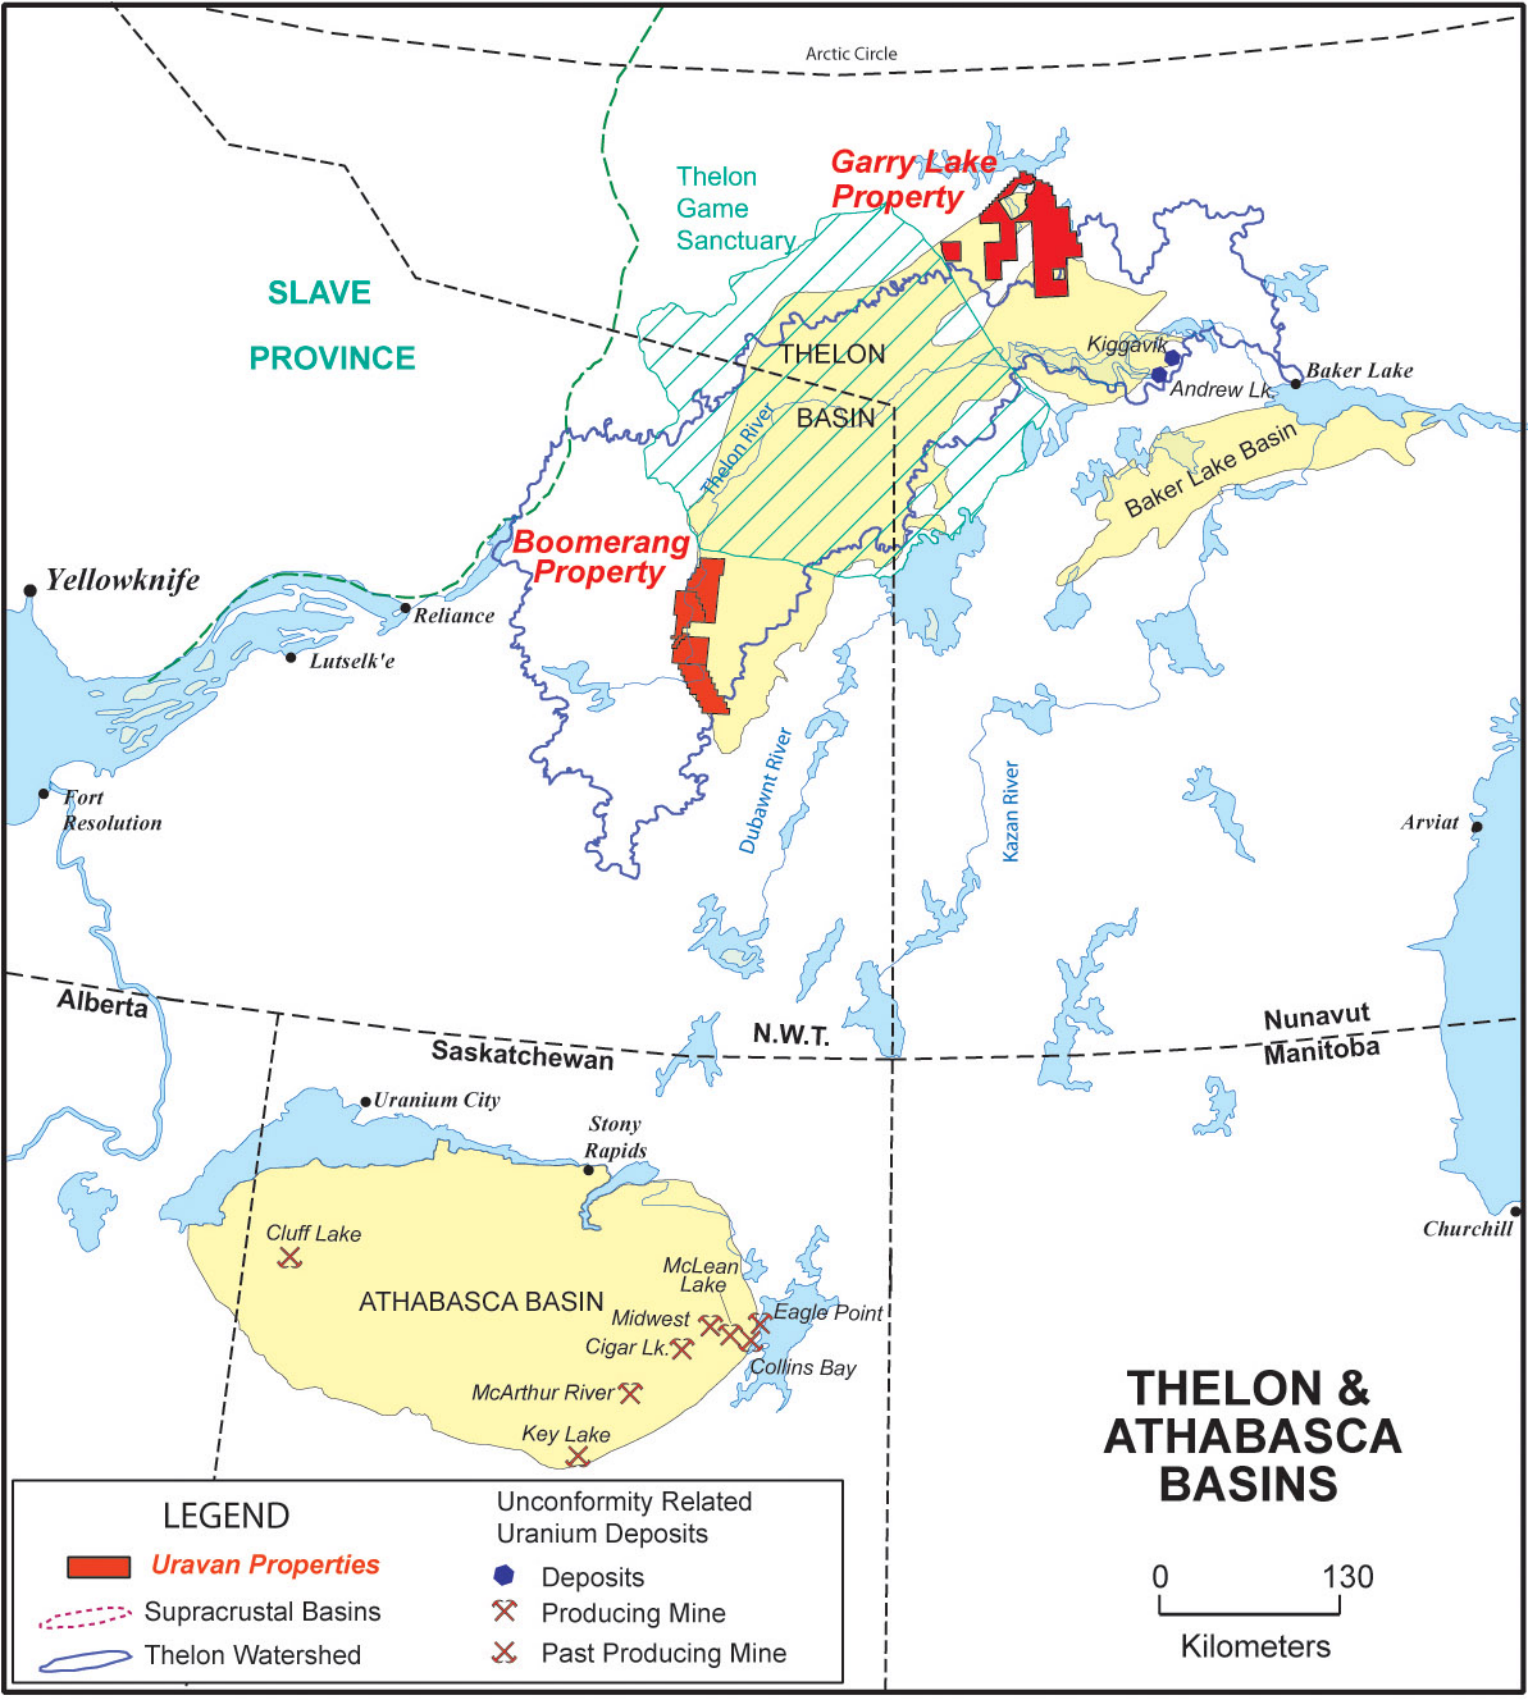 Arctic Circle
Garry Lake
Property
Thelon
Game
Sanctuary
SLAVE
PROVINCE
THELON
BASIN
Thelon River
Kiggavik
Andrew Lk.
Baker Lake
Baker Lake Basin
Boomerang
Property
Yellowknife
Reliance
Lutselk'e
Fort
Resolution
Dubawnt River
Kazan River
Arviat
Alberta
Saskatchewan
N.W.T.
Nunavut
Manitoba
Uranium City
Stony
Rapids
Churchill
Cluff Lake
McLean
Lake
ATHABASCA BASIN
Midwest
Eagle Point
Cigar Lk.
Collins Bay
McArthur River
Key Lake
THELON &
ATHABASCA
BASINS
LEGEND
Uravan Properties
Supracrustal Basins
Thelon Watershed
Unconformity Related
Uranium Deposits
Deposits
Producing Mine
Past Producing Mine
0 130
Kilometers